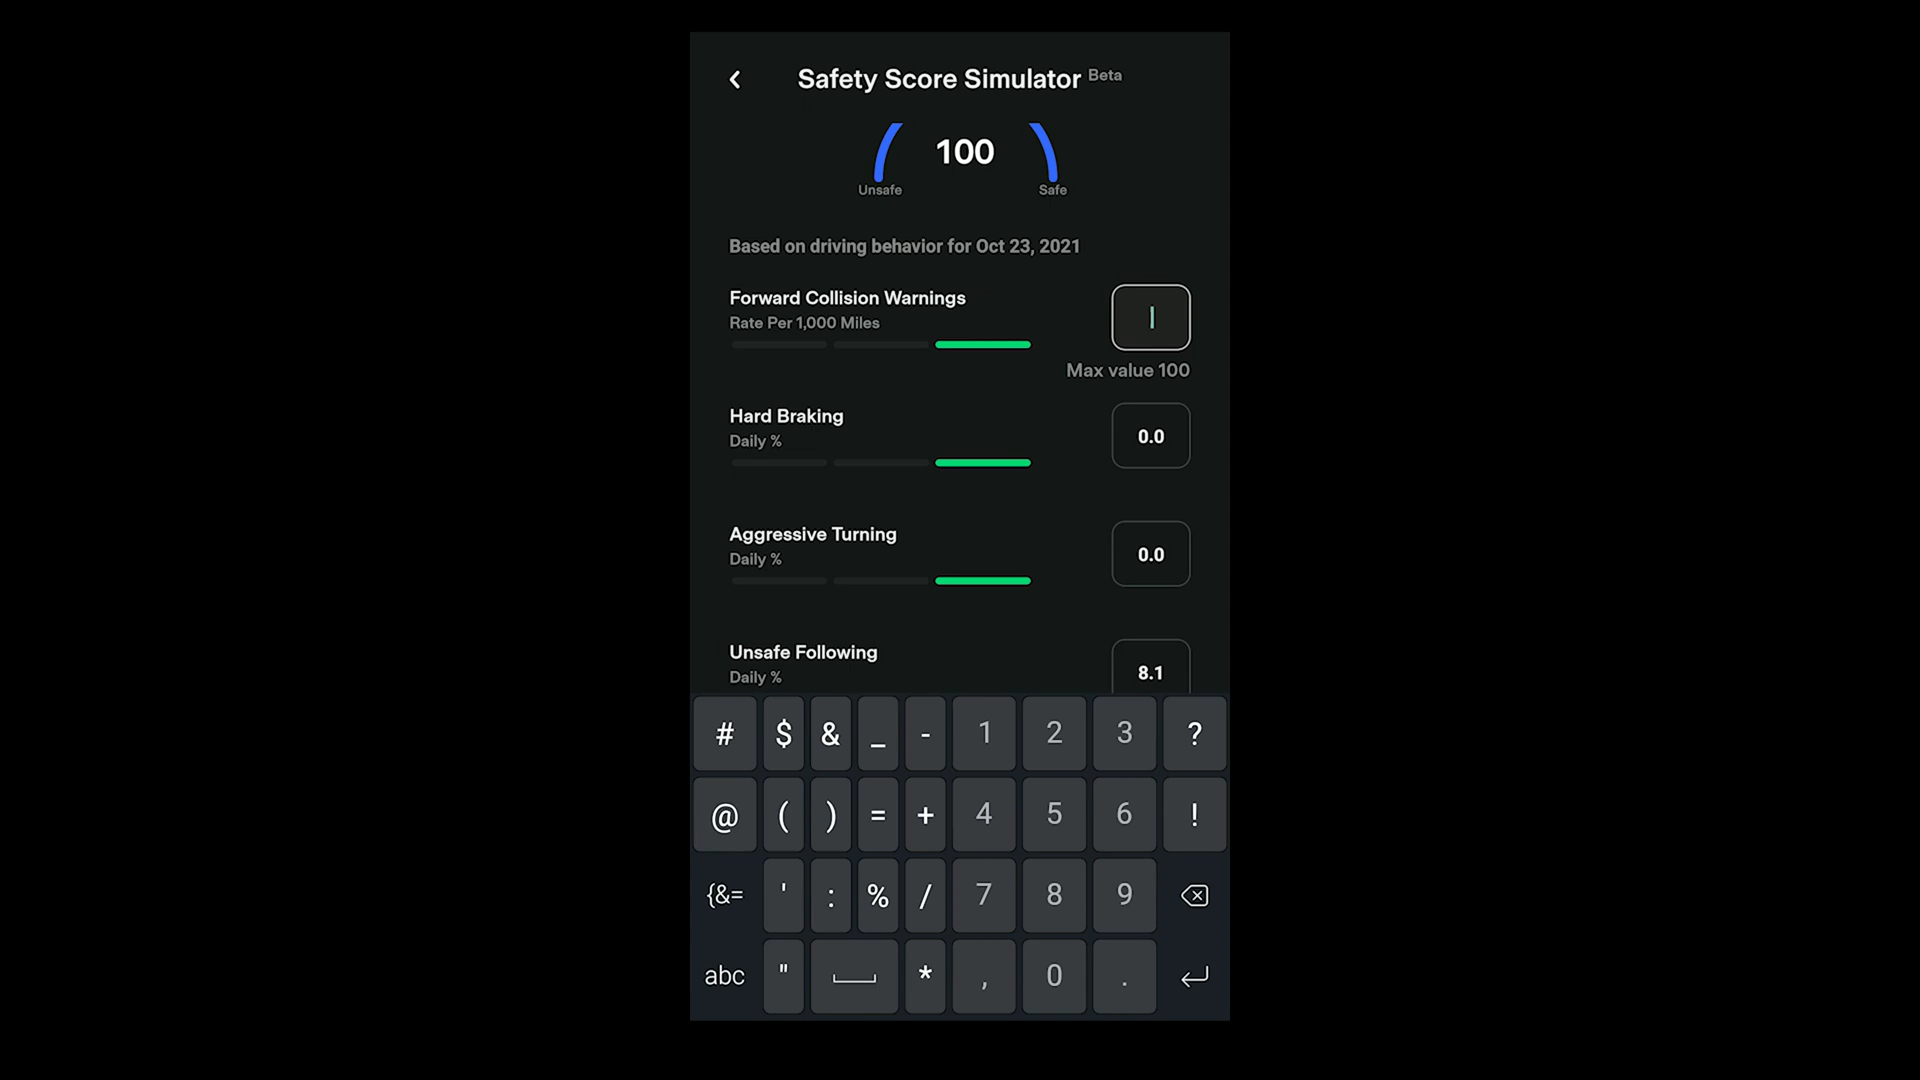 Safety Score Simulator Beta
100
Unsafe
Safe
Based on driving behavior for Oct 23, 2021
Forward Collision Warnings
Rate Per 1,000 Miles
Max value 100
Hard Braking
Daily %
0.0
Aggressive Turning
Daily %
0.0
Unsafe Following
Daily %
8.1
# $ & _ - 1 2 3 ?
@ ( ) = + 4 5 6 !
{&= ' : % / 7 8 9
abc " * , 0 .